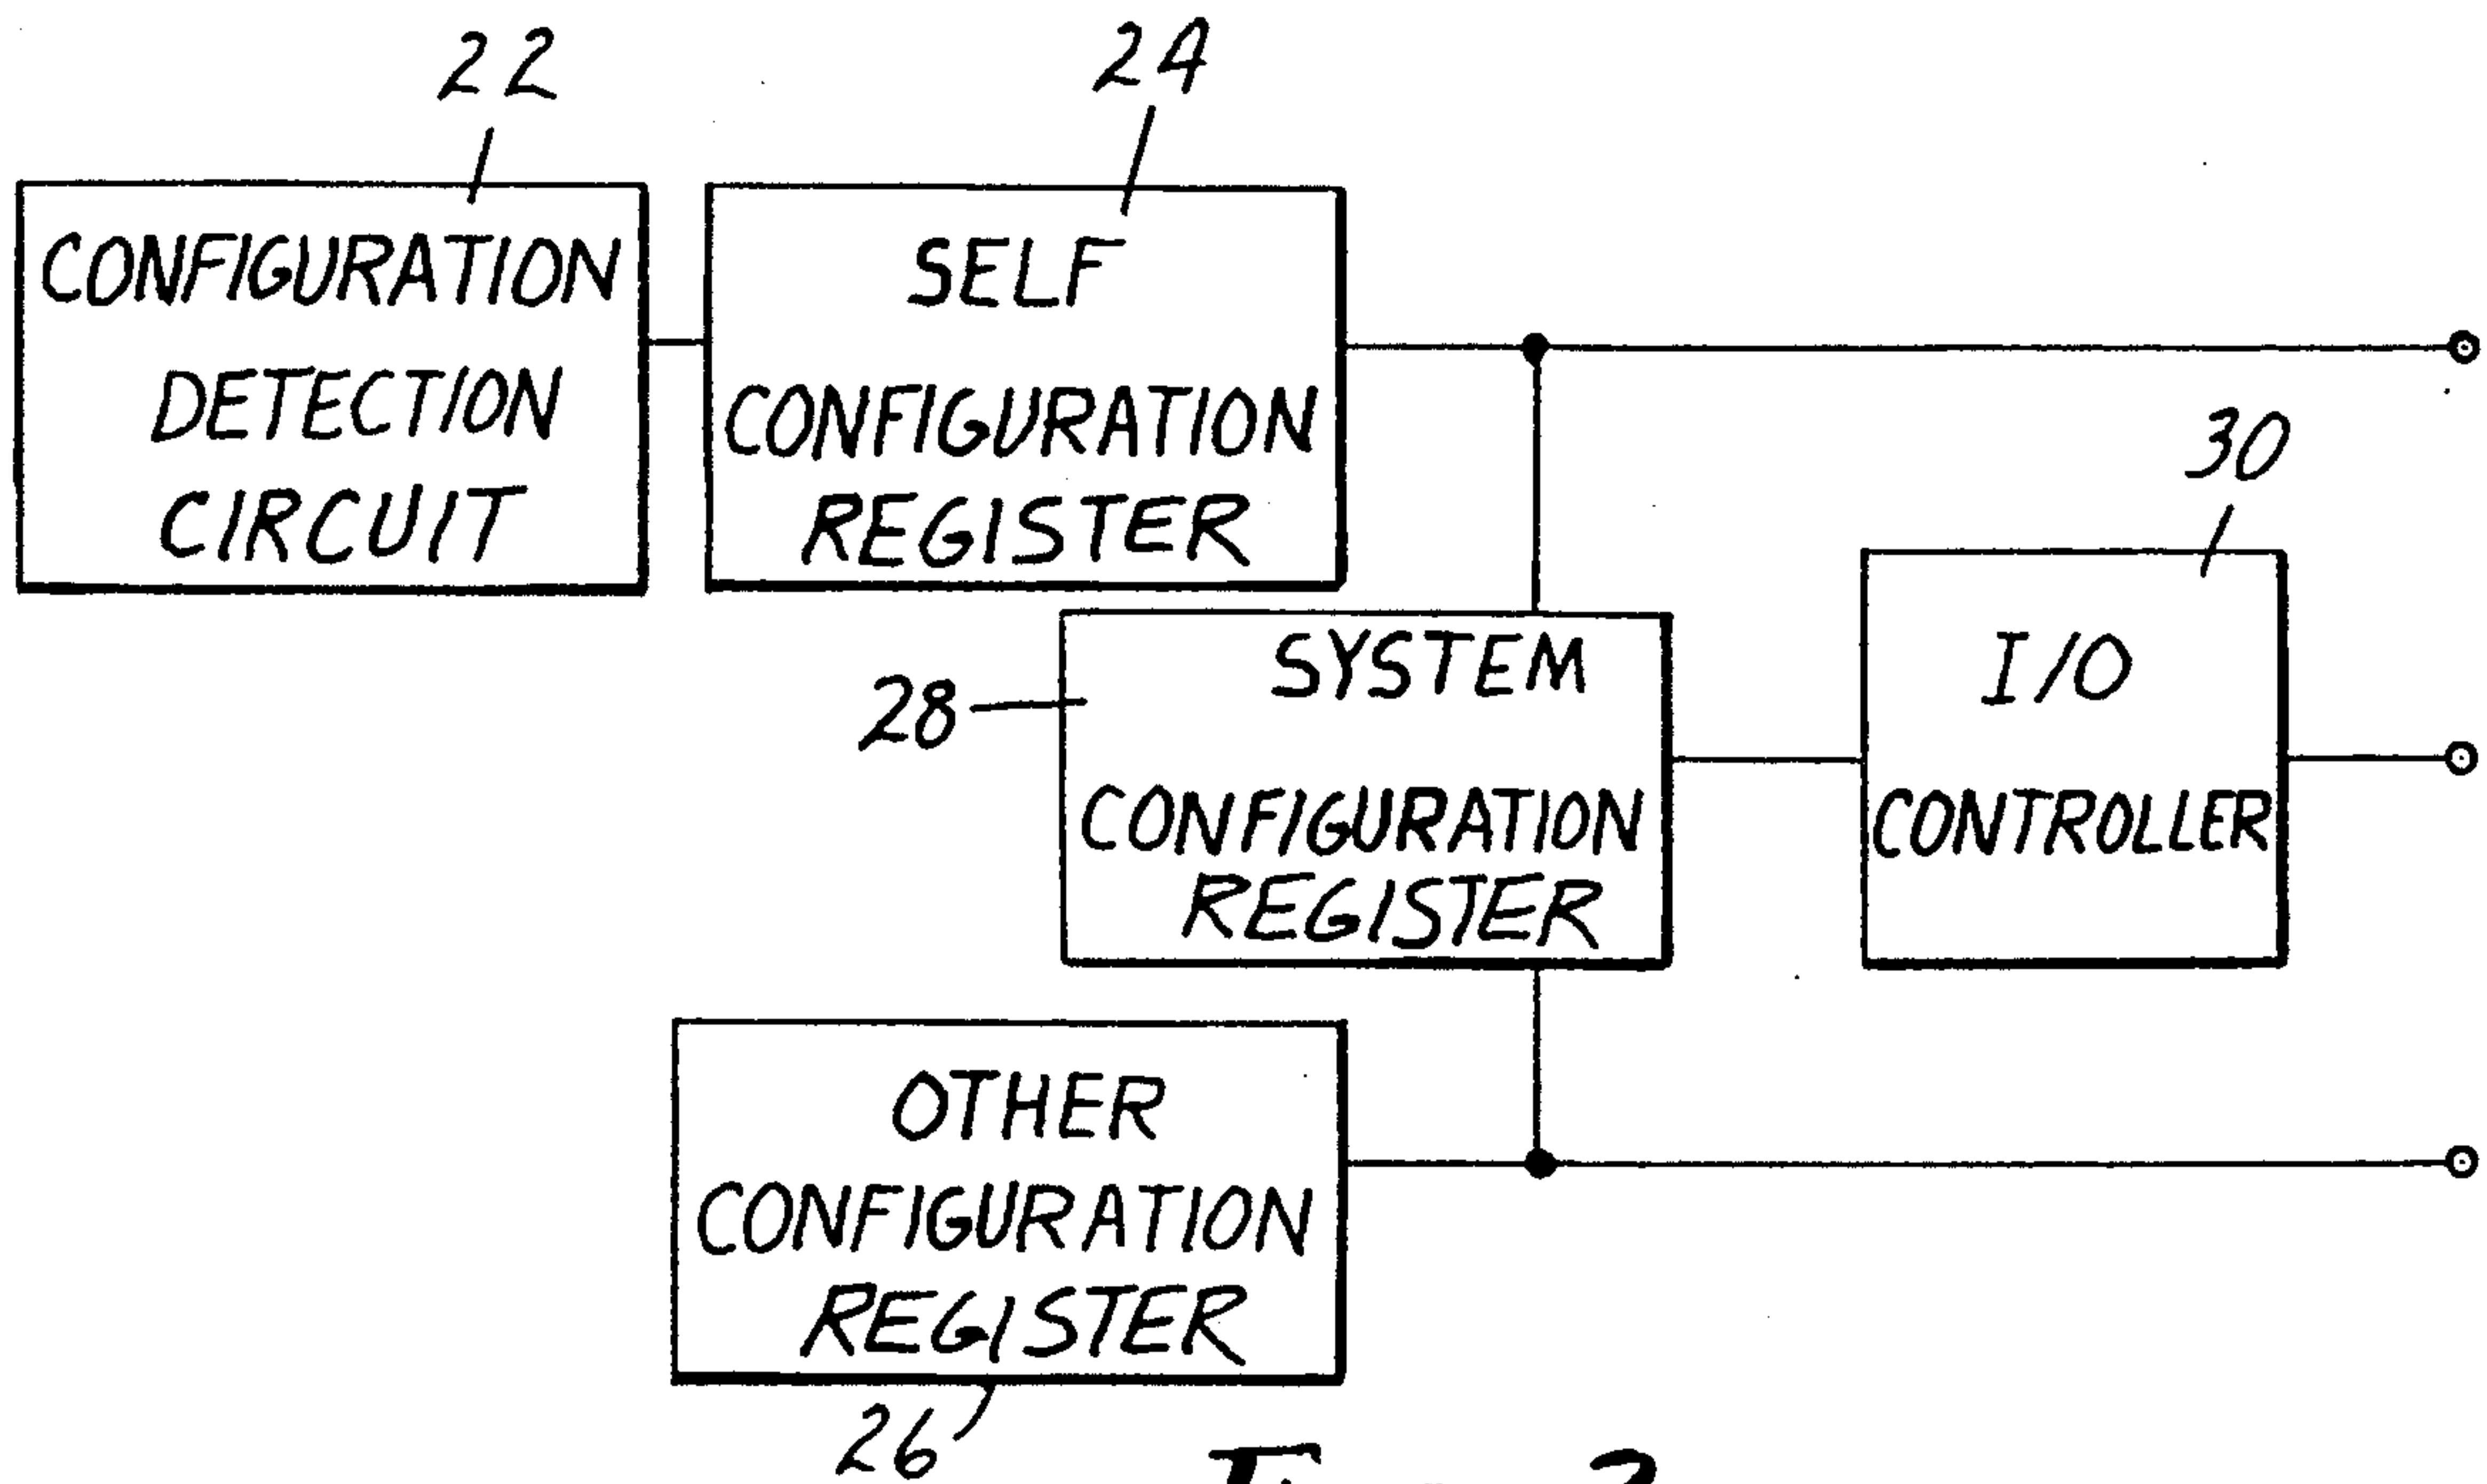 22
24
CONFIGURATION
DETECTION
CIRCUIT
SELF
CONFIGURATION
REGISTER
30
28
SYSTEM
CONFIGURATION
REGISTER
I/O
CONTROLLER
OTHER
CONFIGURATION
REGISTER
26